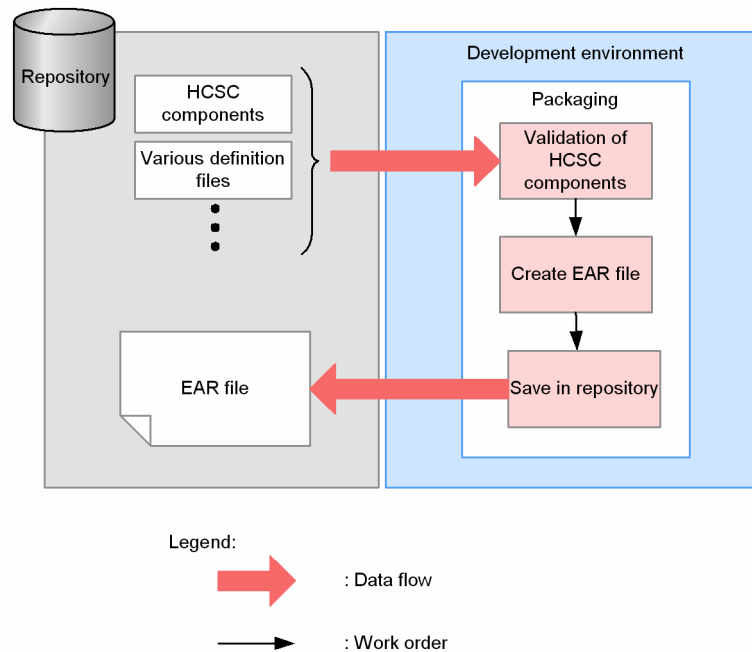 Repository
HCSC
components
Various definition
files
EAR file
Development environment
Packaging
Validation of
HCSC
components
Create EAR file
Save in repository
Legend:
: Data flow
: Work order